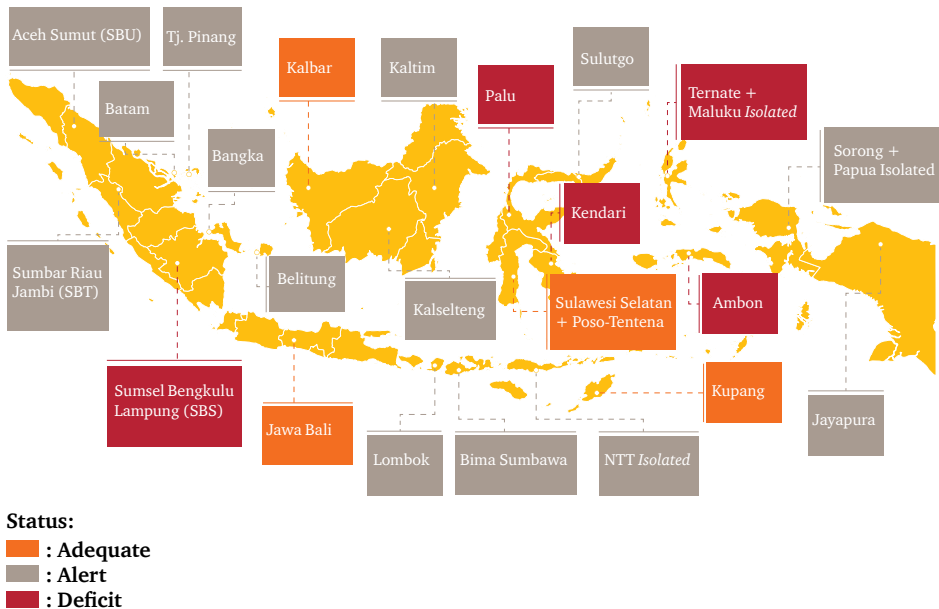 Aceh Sumut (SBU)
Tj. Pinang
Kalbar
Kaltim
Sulutgo
Palu
Ternate +
Maluku Isolated
Batam
Bangka
Sorong +
Papua Isolated
Kendari
Sumbar Riau
Jambi (SBT)
Belitung
Kalselteng
Sulawesi Selatan
+ Poso-Tentena
Ambon
Sumsel Bengkulu
Lampung (SBS)
Jawa Bali
Lombok
Bima Sumbawa
NTT Isolated
Kupang
Jayapura
Status:
: Adequate
: Alert
: Deficit